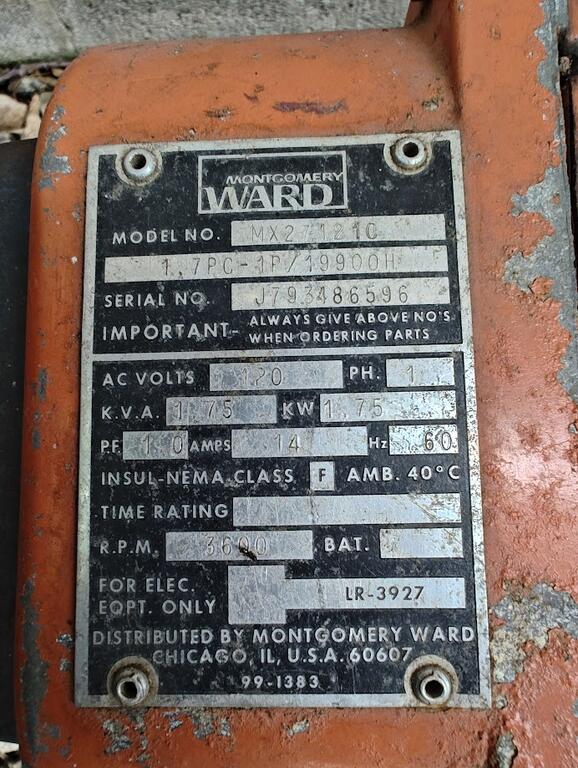 MONTGOMERY
WARD
MODEL NO.
1.7PC-1P/19900H
SERIAL NO. J793486596
IMPORTANT- ALWAYS GIVE ABOVE NO'S
WHEN ORDERING PARTS
AC VOLTS 120 PH. 1
K.V.A. 1.75 KW 1.75
P.F. 1.0 AMPS 14 Hz 60
INSUL-NEMA CLASS F AMB. 40°C
TIME RATING
R.P.M. 3600 BAT.
FOR ELEC.
EQPT. ONLY LR-3927
DISTRIBUTED BY MONTGOMERY WARD
CHICAGO, IL, U.S.A. 60607
99-1383